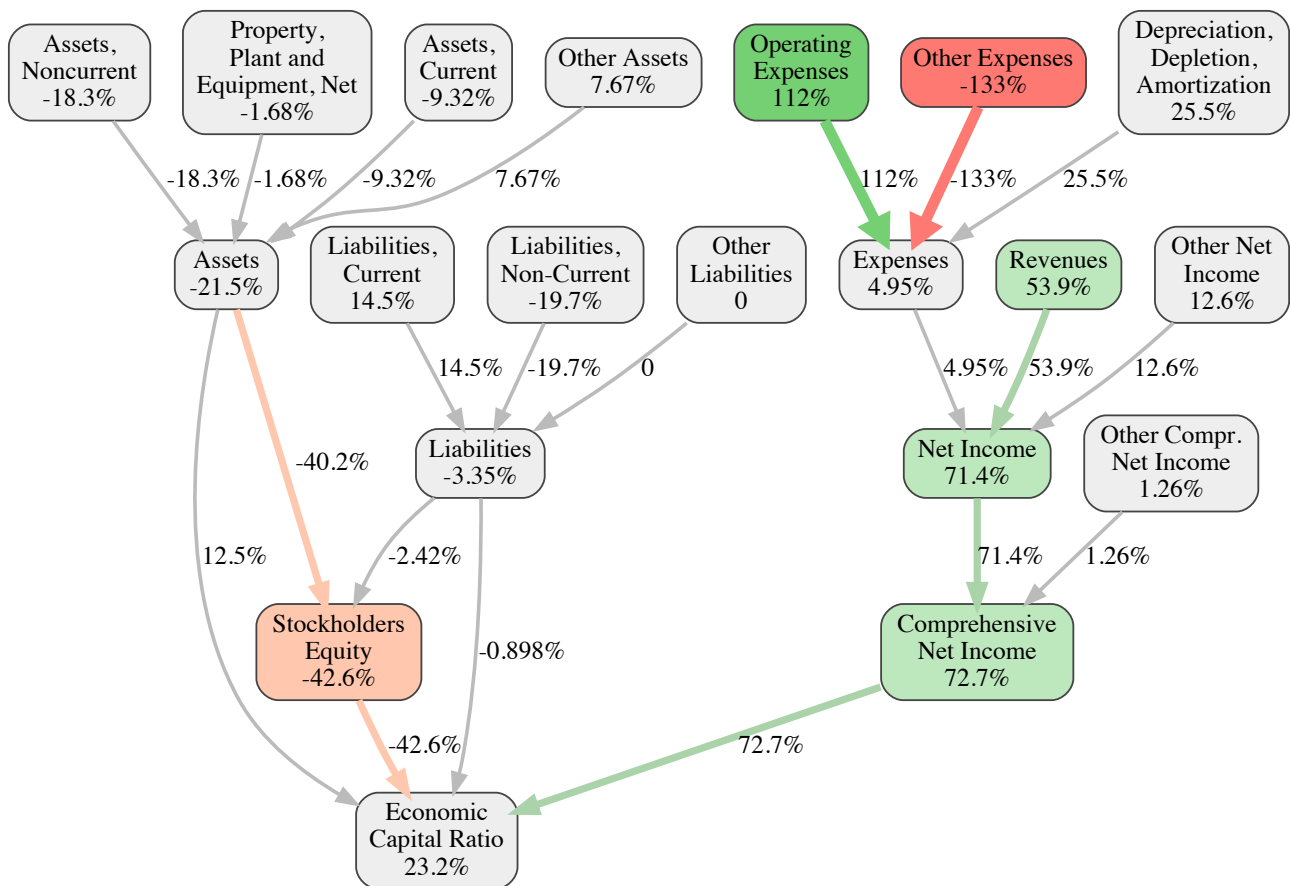 Assets,
Noncurrent
-18.3%
Property,
Plant and
Equipment, Net
-1.68%
Assets,
Current
-9.32%
Other Assets
7.67%
Operating
Expenses
112%
Other Expenses
-133%
Depreciation,
Depletion,
Amortization
25.5%
-18.3%
-1.68%
-9.32%
7.67%
112%
-133%
25.5%
Assets
-21.5%
Liabilities,
Current
14.5%
Liabilities,
Non-Current
-19.7%
Other
Liabilities
0
Expenses
4.95%
Revenues
53.9%
Other Net
Income
12.6%
14.5%
-19.7%
0
4.95%
53.9%
12.6%
-40.2%
Liabilities
-3.35%
Net Income
71.4%
Other Compr.
Net Income
1.26%
12.5%
-2.42%
71.4%
1.26%
Stockholders
Equity
-42.6%
-0.898%
Comprehensive
Net Income
72.7%
-42.6%
72.7%
Economic
Capital Ratio
23.2%